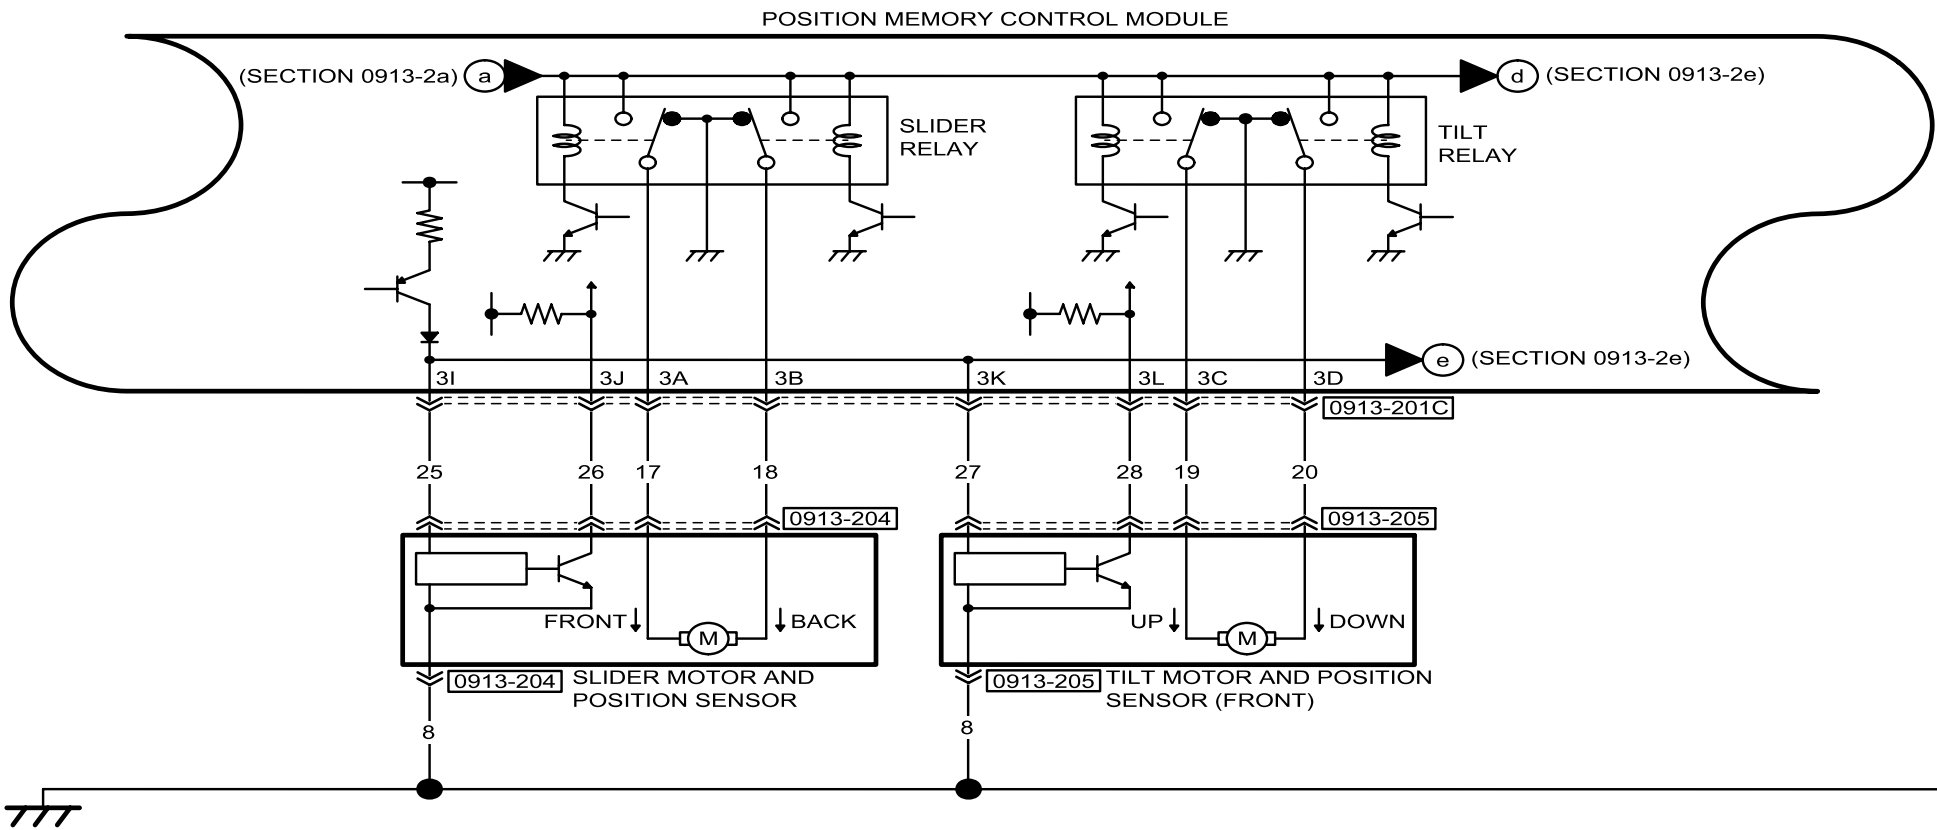 POSITION MEMORY CONTROL MODULE
(SECTION 0913-2a) a
d (SECTION 0913-2e)
SLIDER
RELAY
TILT
RELAY
e (SECTION 0913-2e)
3I 3J 3A 3B 3K 3L 3C 3D
0913-201C
25 26 17 18 27 28 19 20
0913-204 0913-205
FRONT M BACK
UP M DOWN
0913-204 SLIDER MOTOR AND
POSITION SENSOR
0913-205 TILT MOTOR AND POSITION
SENSOR (FRONT)
8 8